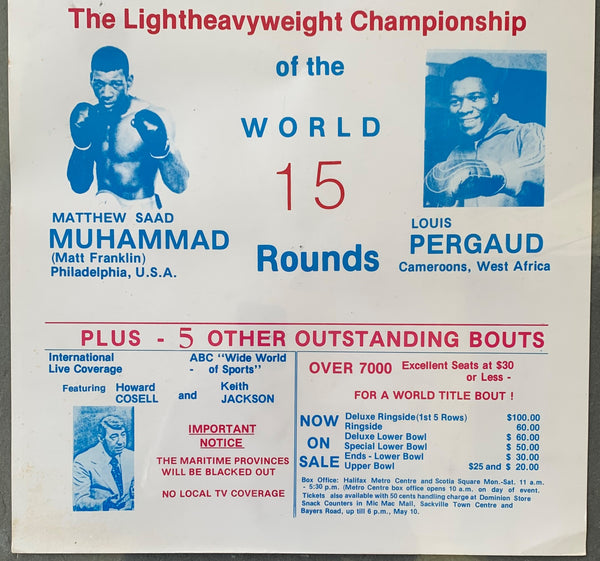 The Lightheavyweight Championship
of the
WORLD
15
Rounds
MATTHEW SAAD
MUHAMMAD
(Matt Franklin)
Philadelphia, U.S.A.
LOUIS
PERGAUD
Cameroons, West Africa
PLUS - 5 OTHER OUTSTANDING BOUTS
International
Live Coverage
ABC "Wide World
- of Sports"
Featuring Howard
COSELL
and
Keith
JACKSON
IMPORTANT
NOTICE
THE MARITIME PROVINCES
WILL BE BLACKED OUT
NO LOCAL TV COVERAGE
OVER 7000 Excellent Seats at $30
or Less -
FOR A WORLD TITLE BOUT !
NOW
ON
SALE
Deluxe Ringside (1st 5 Rows) $100.00
Ringside 60.00
Deluxe Lower Bowl $ 60.00
Special Lower Bowl $ 50.00
Ends - Lower Bowl $ 30.00
Upper Bowl $25 and $ 20.00
Box Office: Halifax Metro Centre and Scotia Square Mon.-Sat. 11 a.m.
- 5:30 p.m. (Metro Centre box office opens 10 a.m. on day of event.
Tickets also available with 50 cents handling charge at Dominion Store
Snack Counters in Mic Mac Mall, Sackville Town Centre and
Bayers Road, up till 6 p.m., May 10.